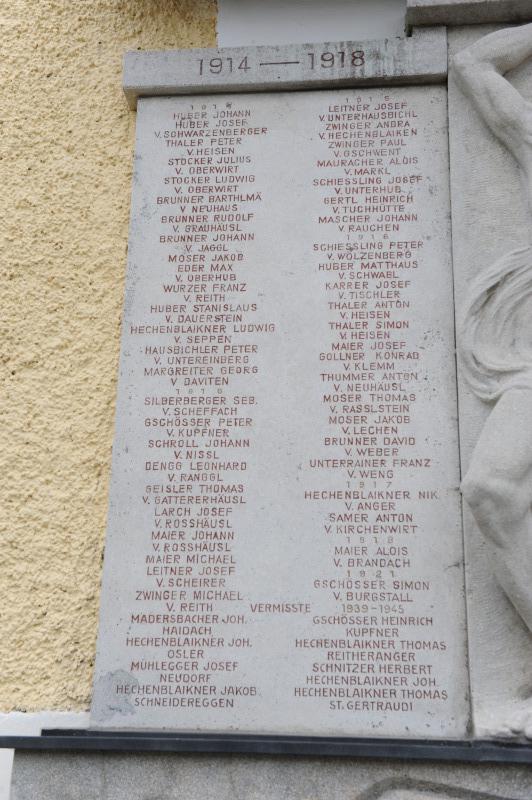 1914 — 1918
HUBER JOHANN
HUBER JOSEF
V. SCHWARZENBERGER
THALER PETER
V. HEISEN
STOCKER JULIUS
V. OBERWIRT
STOCKER LUDWIG
V. OBERWIRT
BRUNNER BARTHLMÄ
V. NEUHAUS
BRUNNER RUDOLF
V. GRAUHÄUSL
BRUNNER JOHANN
V. JAGGL
MOSER JAKOB
EDER MAX
V. OBERHUB
WURZER FRANZ
V. REITH
HUBER STANISLAUS
V. DAUERSTEIN
HECHENBLAIKNER LUDWIG
V. SEPPEN
HAUSBICHLER PETER
V. UNTEREINBERG
MARGREITER GEORG
V. DAVITEN
SILBERBERGER SEB.
V. SCHEFFACH
GSCHÖSSER PETER
V. KUPFNER
SCHROLL JOHANN
V. NISSL
DENGG LEONHARD
V. RANGGL
GEISLER THOMAS
V. GATTERERHÄUSL
LARCH JOSEF
V. ROSSHÄUSL
MAIER JOHANN
V. ROSSHÄUSL
MAIER MICHAEL
LEITNER JOSEF
V. SCHEIRER
ZWINGER MICHAEL
V. REITH
MADERSBACHER JOH.
HAIDACH
HECHENBLAIKNER JOH.
OSLER
MÜHLEGGER JOSEF
NEUDORF
HECHENBLAIKNER JAKOB
SCHNEIDEREGGEN
1915
LEITNER JOSEF
V. UNTERHAUSBICHL
ZWINGER ANDRÄ
V. HECHENBLAIKEN
ZWINGER PAUL
V. GSCHWENT
MAURACHER ALOIS
V. MARKL
SCHIESSLING JOSEF
V. UNTERHUB
GERTL HEINRICH
V. TUCHHÜTTE
MASCHER JOHANN
V. RAUCHEN
1916
SCHIESSLING PETER
V. WÖLZENBERG
HUBER MATTHÄUS
V. SCHWABL
KARRER JOSEF
V. TISCHLER
THALER ANTON
V. HEISEN
THALER SIMON
V. HEISEN
MAIER JOSEF
GOLLNER KONRAD
V. KLEMM
THUMMER ANTON
V. NEUHÄUSL
MOSER THOMAS
V. RASSLSTEIN
MOSER JAKOB
V. LECHEN
BRUNNER DAVID
V. WEBER
UNTERRAINER FRANZ
V. WENG
1917
HECHENBLAIKNER NIK.
V. ANGER
SAMER ANTON
V. KIRCHENWIRT
1918
MAIER ALOIS
V. BRANDACH
1921
GSCHÖSSER SIMON
V. BURGSTALL
VERMISSTE 1939-1945
GSCHÖSSER HEINRICH
KUPFNER
HECHENBLAIKNER THOMAS
REITHERANGER
SCHNITZER HERBERT
HECHENBLAIKNER JOH.
HECHENBLAIKNER THOMAS
ST. GERTRAUDI